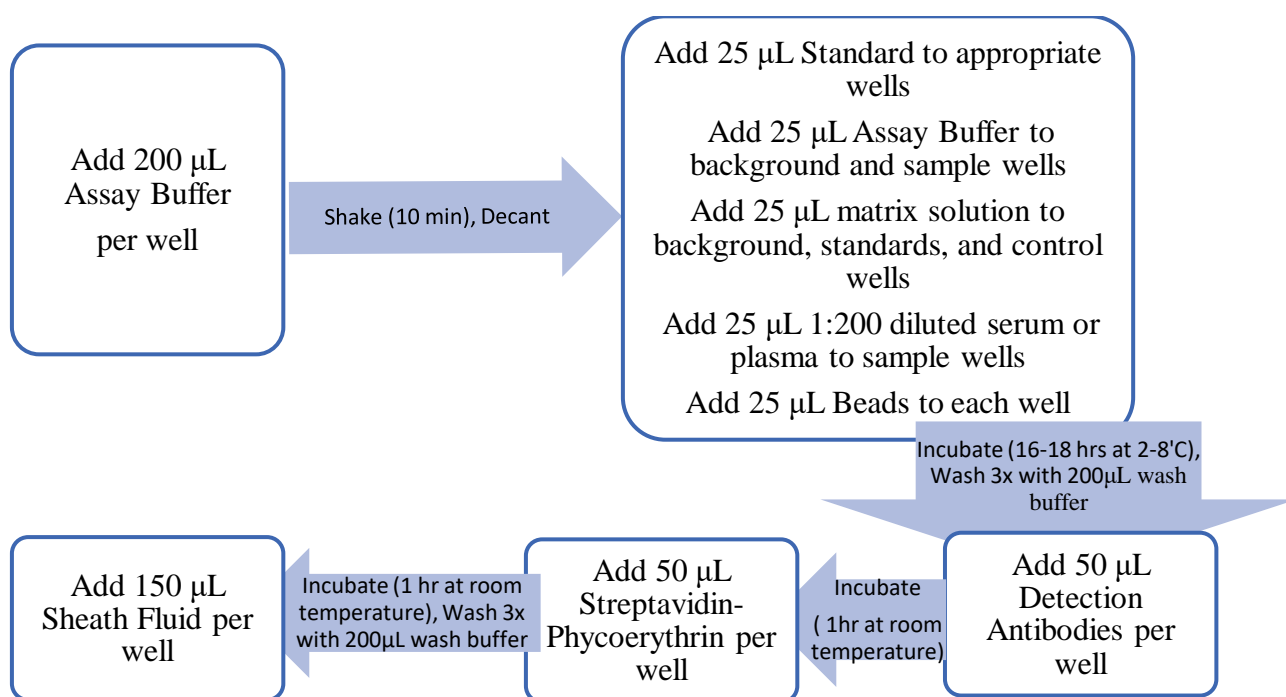 Add 200 μL
Assay Buffer
per well
Shake (10 min), Decant
Add 25 μL Standard to appropriate
wells
Add 25 μL Assay Buffer to
background and sample wells
Add 25 μL matrix solution to
background, standards, and control
wells
Add 25 μL 1:200 diluted serum or
plasma to sample wells
Add 25 μL Beads to each well
Incubate (16-18 hrs at 2-8'C),
Wash 3x with 200μL wash
buffer
Add 50 μL
Detection
Antibodies per
well
Incubate
( 1hr at room
temperature)
Add 50 μL
Streptavidin-
Phycoerythrin per
well
Incubate (1 hr at room
temperature), Wash 3x
with 200μL wash buffer
Add 150 μL
Sheath Fluid per
well